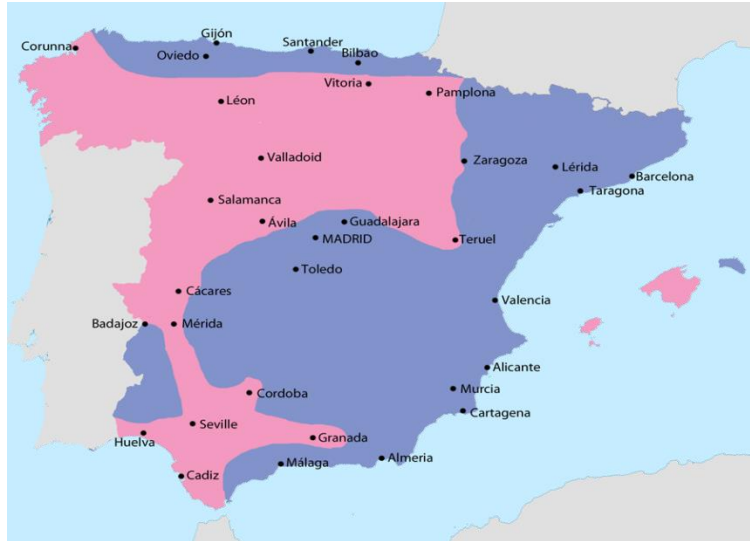 Gijón
Corunna
Santander
Oviedo
Bilbao
Vitoria
Pamplona
Léon
Valladoid
Zaragoza
Lérida
Barcelona
Taragona
Salamanca
Ávila
Guadalajara
MADRID
Teruel
Toledo
Cácares
Valencia
Badajoz
Mérida
Alicante
Cordoba
Murcia
Cartagena
Seville
Huelva
Granada
Almeria
Málaga
Cadiz